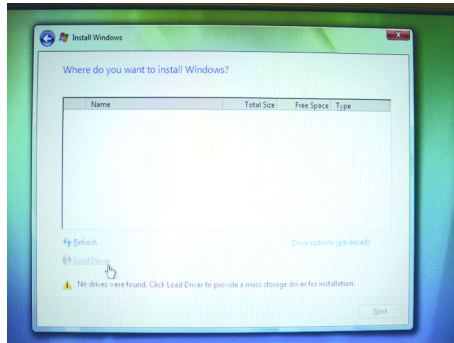 Install Windows
Where do you want to install Windows?
Name Total Size Free Space Type
Refresh Drive options (advanced)
Load Driver
No drives were found. Click Load Driver to provide a mass storage driver for installation.
Next